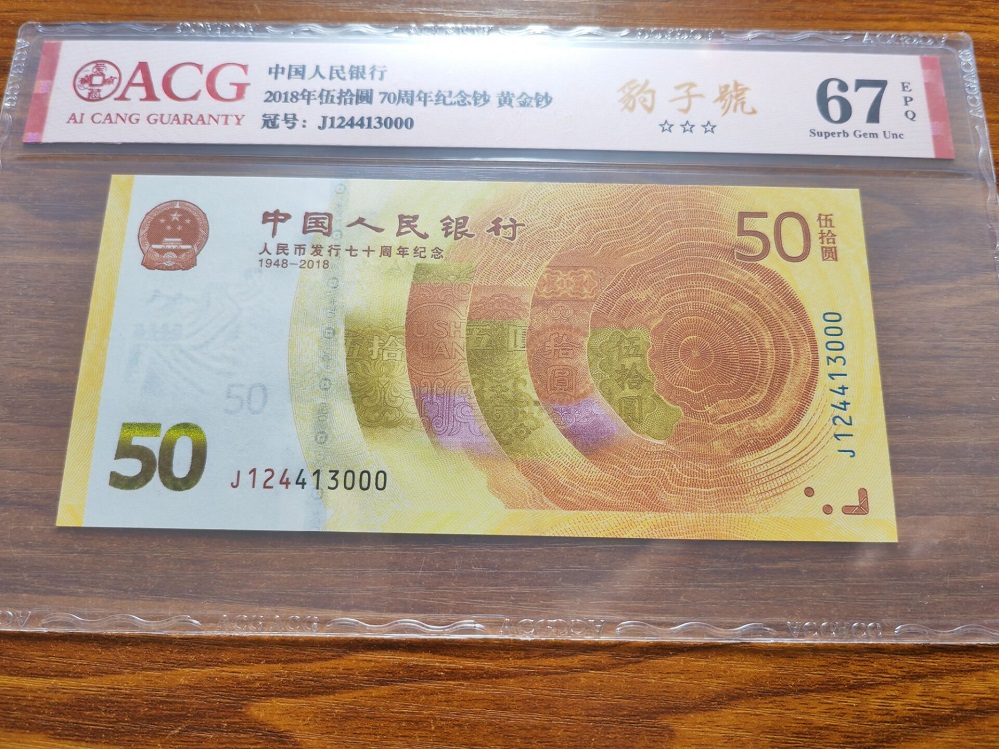 ACG
AI CANG GUARANTY
中国人民银行
2018年伍拾圆 70周年纪念钞 黄金钞
冠号: J124413000
豹子號
☆☆☆
67
EPQ
Superb Gem Unc
中国人民银行
人民币发行七十周年纪念
1948-2018
50
伍拾圆
伍拾圆
50
50
J124413000
J124413000